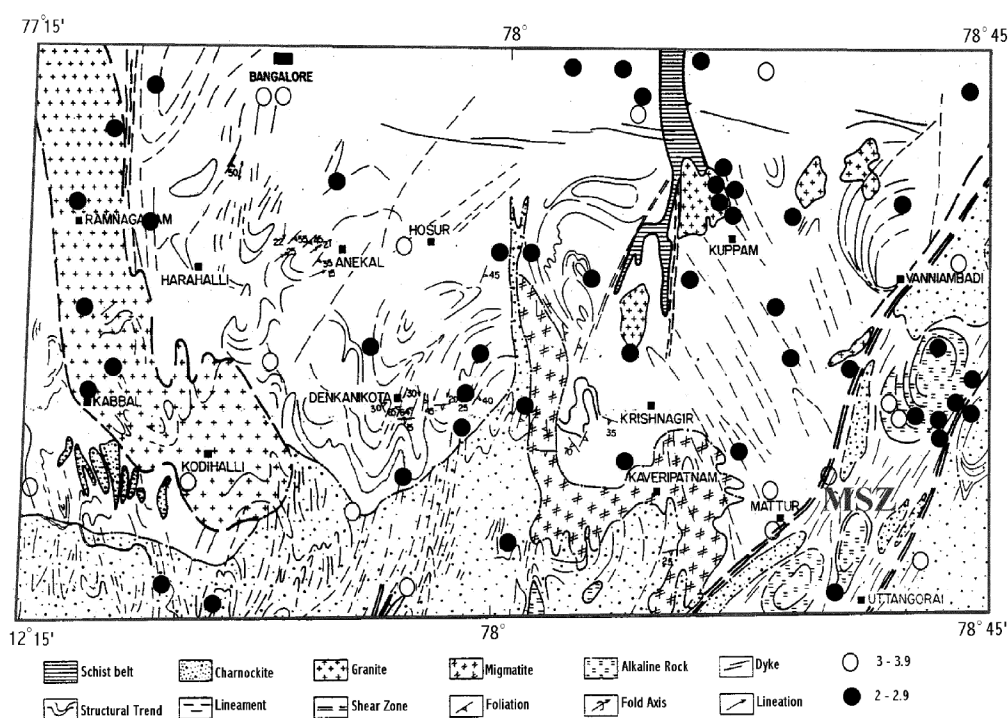 77°15' 78° 78°45'
BANGALORE
50
RAMNAGARAM
HOSUR
22 55 46 21
ANEKAL
KUPPAM
HARAHALLI
45
VANNIAMBADI
DENKANIKOTA
30 30 45 20 25 40
KABBAL
KRISHNAGIR
35
KODIHALLI
KAVERIPATNAM
MATTUR
MSZ
25
UTTANGORAI
12°15' 78° 78°45'
Schist belt Charnockite Granite Migmatite Alkaline Rock Dyke 3 - 3.9
Structural Trend Lineament Shear Zone Foliation Fold Axis Lineation 2 - 2.9